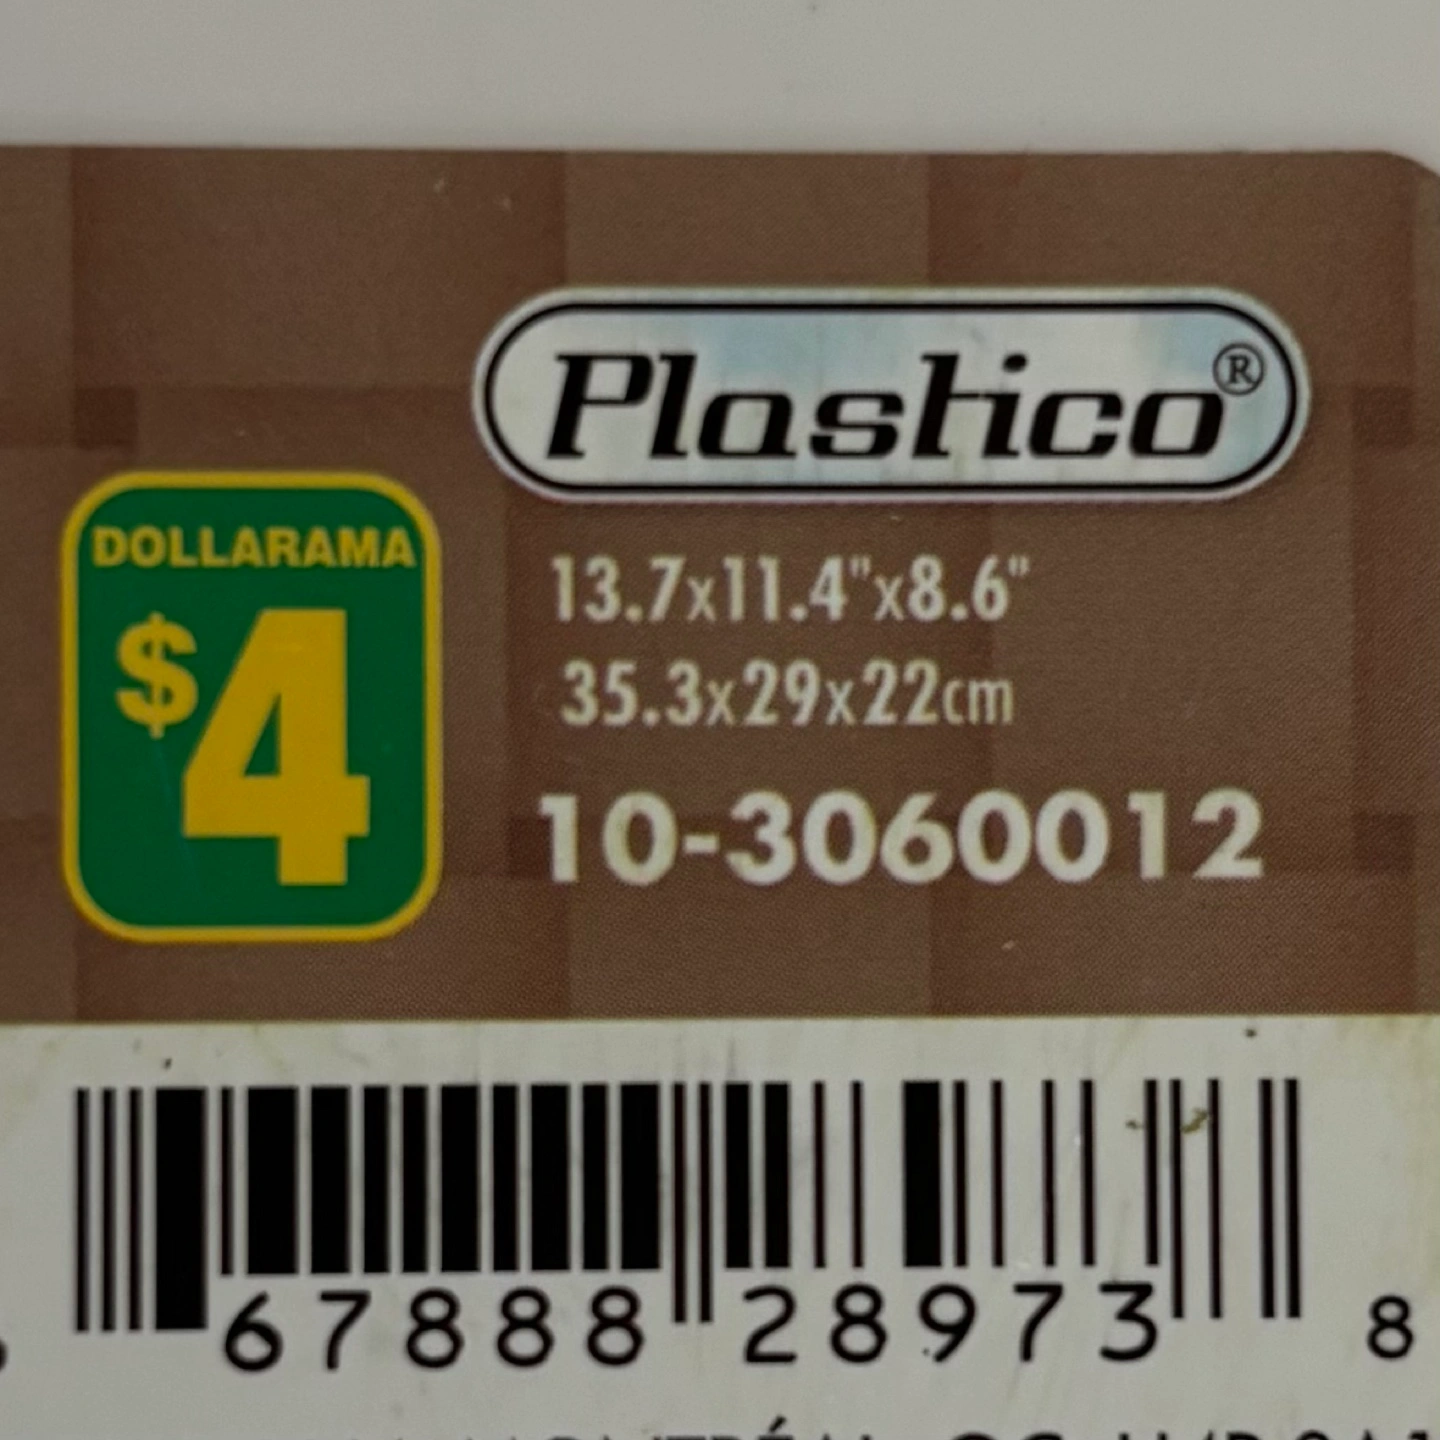 Plastico®
DOLLARAMA
$4
13.7x11.4"x8.6"
35.3x29x22cm
10-3060012
67888 28973 8